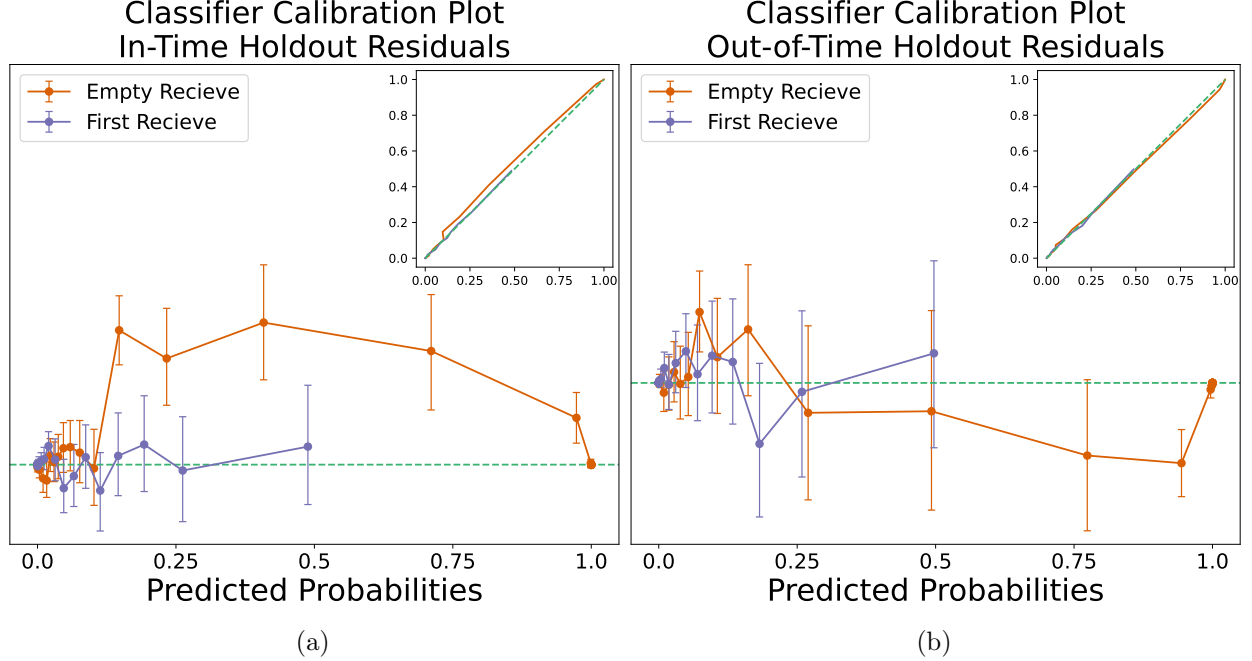 Classifier Calibration Plot
In-Time Holdout Residuals
Empty Recieve
First Recieve
1.0
0.8
0.6
0.4
0.2
0.0
0.00 0.25 0.50 0.75 1.00
0.0 0.25 0.5 0.75 1.0
Predicted Probabilities
(a)
Classifier Calibration Plot
Out-of-Time Holdout Residuals
Empty Recieve
First Recieve
1.0
0.8
0.6
0.4
0.2
0.0
0.00 0.25 0.50 0.75 1.00
0.0 0.25 0.5 0.75 1.0
Predicted Probabilities
(b)